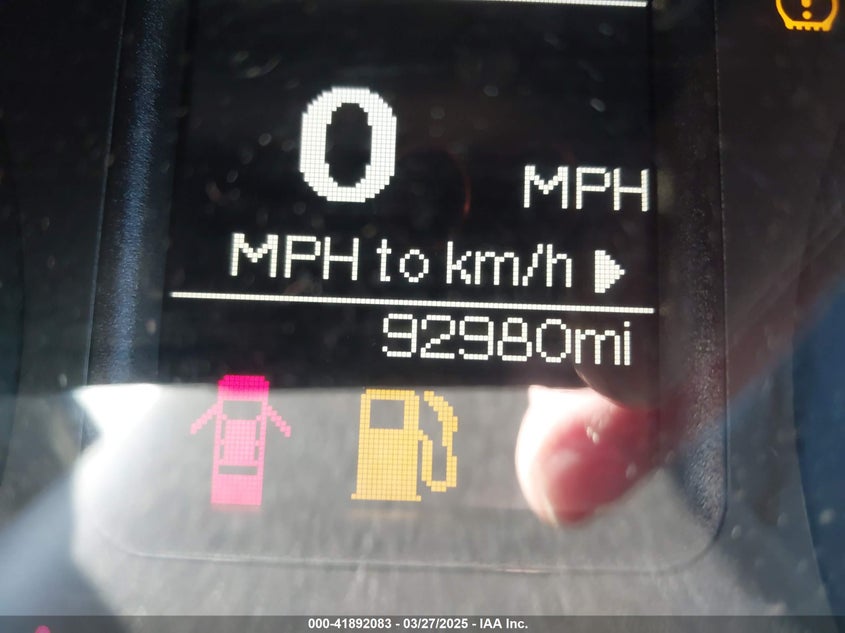 0
MPH
MPH to km/h
92980mi
000-41892083 - 03/27/2025 - IAA Inc.